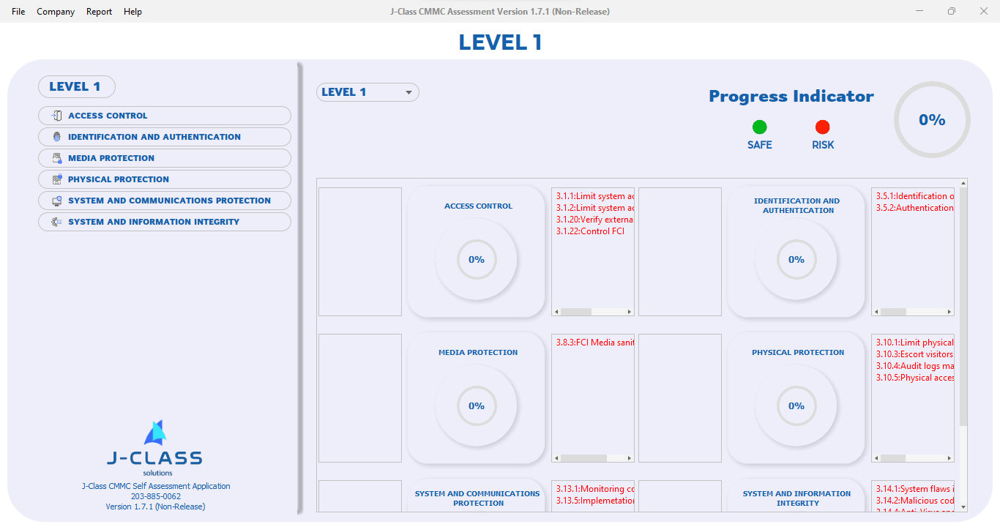 File Company Report Help
J-Class CMMC Assessment Version 1.7.1 (Non-Release)
LEVEL 1
LEVEL 1
ACCESS CONTROL
IDENTIFICATION AND AUTHENTICATION
MEDIA PROTECTION
PHYSICAL PROTECTION
SYSTEM AND COMMUNICATIONS PROTECTION
SYSTEM AND INFORMATION INTEGRITY
J-CLASS
solutions
J-Class CMMC Self Assessment Application
203-885-0062
Version 1.7.1 (Non-Release)
LEVEL 1
Progress Indicator
SAFE
RISK
0%
ACCESS CONTROL
0%
3.1.1:Limit system ac
3.1.2:Limit system ac
3.1.20:Verify externa
3.1.22:Control FCI
IDENTIFICATION AND
AUTHENTICATION
0%
3.5.1:Identification o
3.5.2:Authentication
MEDIA PROTECTION
0%
3.8.3:FCI Media sanit
PHYSICAL PROTECTION
0%
3.10.1:Limit physical
3.10.3:Escort visitors
3.10.4:Audit logs ma
3.10.5:Physical acces
SYSTEM AND COMMUNICATIONS
PROTECTION
3.13.1:Monitoring co
3.13.5:Implemetation
SYSTEM AND INFORMATION
INTEGRITY
3.14.1:System flaws i
3.14.2:Malicious cod